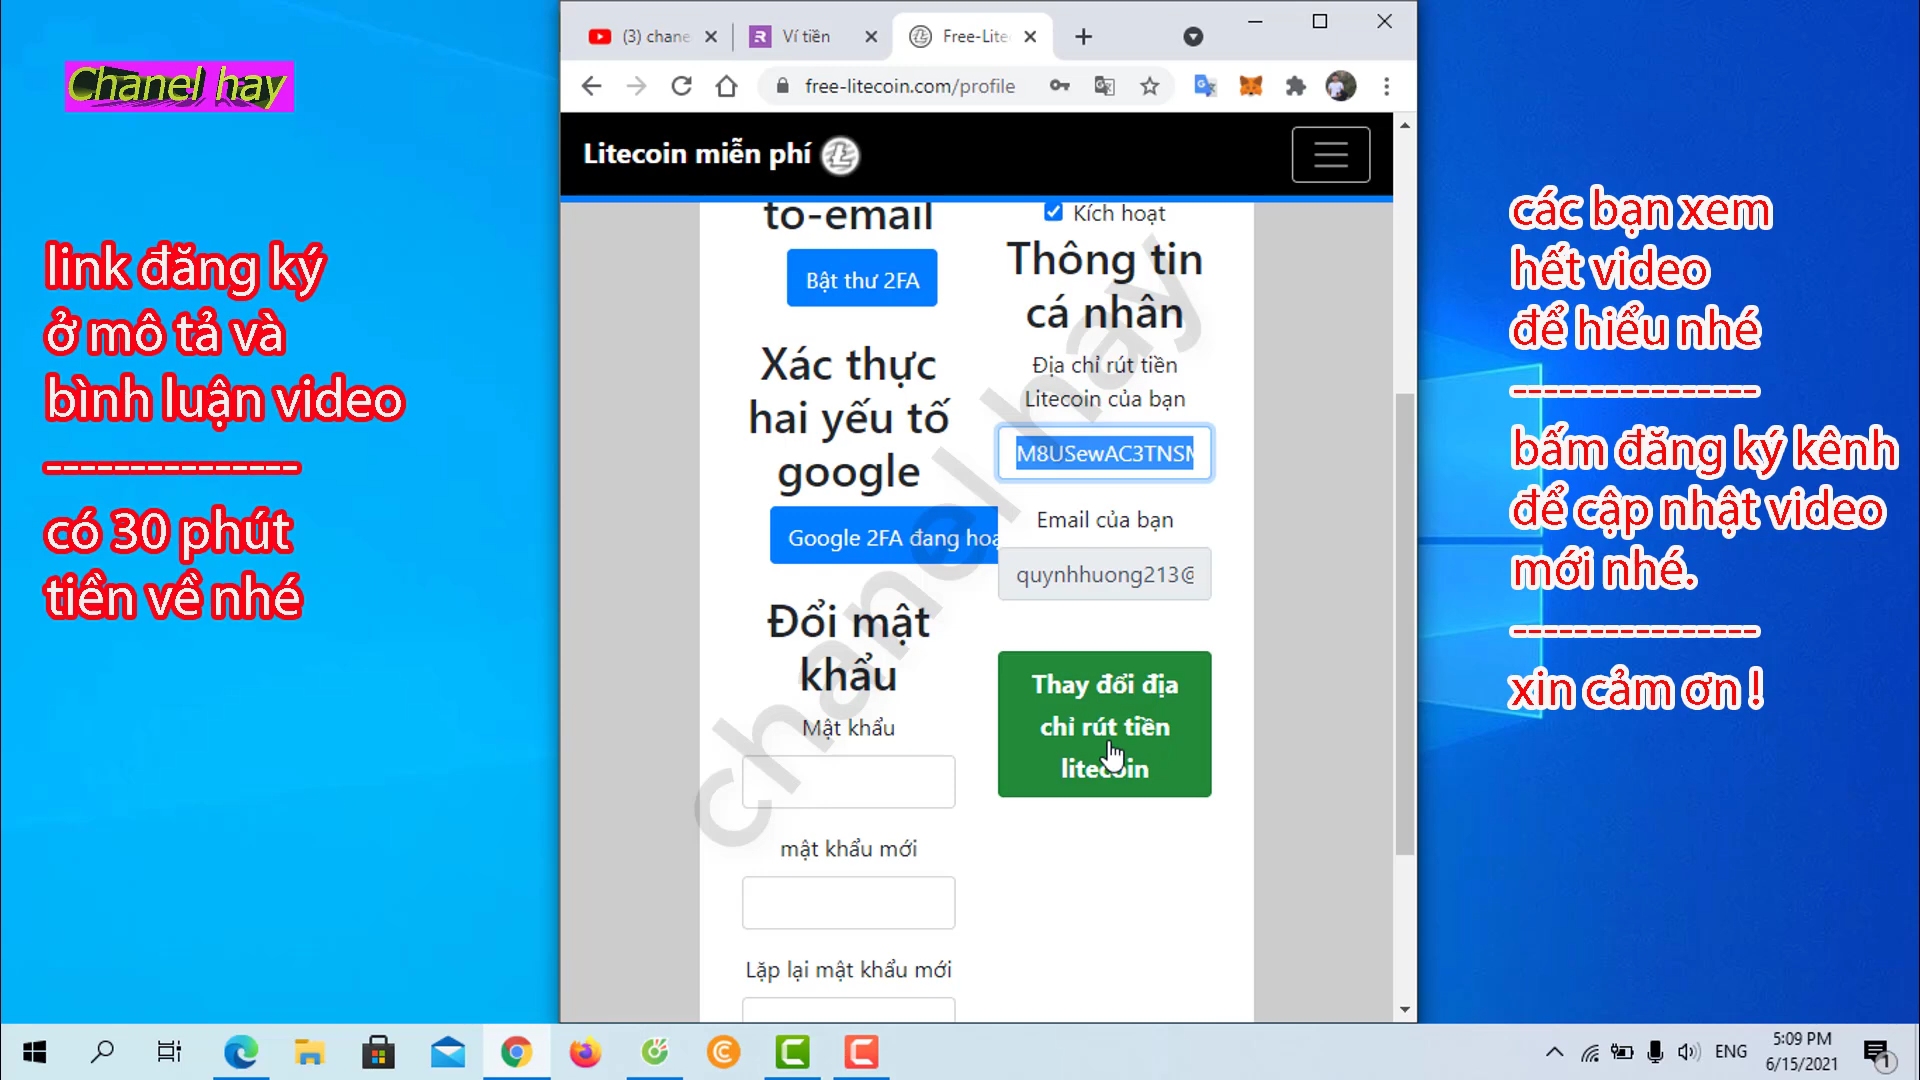 (3) chane
Ví tiền
Free-Lite
free-litecoin.com/profile
Chanel hay
Litecoin miễn phí
to-email
Bật thư 2FA
Xác thực
hai yếu tố
google
Google 2FA đang hoạ
Đổi mật
khẩu
Mật khẩu
mật khẩu mới
Lặp lại mật khẩu mới
Kích hoạt
Thông tin
cá nhân
Địa chỉ rút tiền
Litecoin của bạn
M8USewAC3TNSM
Email của bạn
quynhhuong213@
Thay đổi địa
chỉ rút tiền
litecoin
chanel hay
link đăng ký
ở mô tả và
bình luận video
---------------
có 30 phút
tiền về nhé
các bạn xem
hết video
để hiểu nhé
---------------
bấm đăng ký kênh
để cập nhật video
mới nhé.
---------------
xin cảm ơn !
ENG
5:09 PM
6/15/2021
1